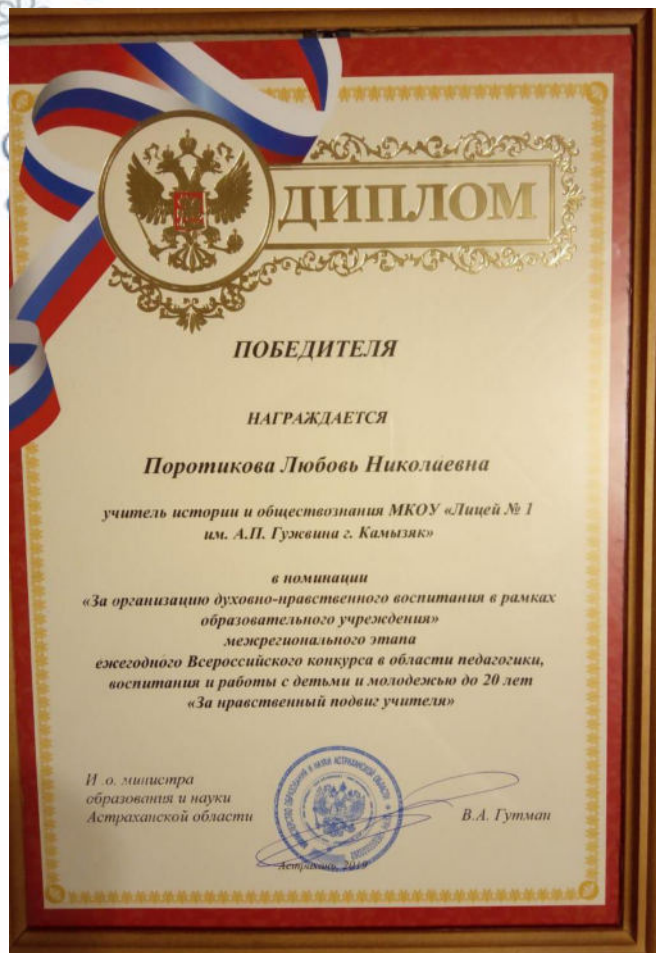 ДИПЛОМ
ПОБЕДИТЕЛЯ
НАГРАЖДАЕТСЯ
Поротикова Любовь Николаевна
учитель истории и обществознания МКОУ «Лицей № 1
им. А.П. Гужвина г. Камызяк»
в номинации
«За организацию духовно-нравственного воспитания в рамках
образовательного учреждения»
межрегионального этапа
ежегодного Всероссийского конкурса в области педагогики,
воспитания и работы с детьми и молодежью до 20 лет
«За нравственный подвиг учителя»
И .о. министра
образования и науки
Астраханской области
В.А. Гутман
Астрахань, 2019